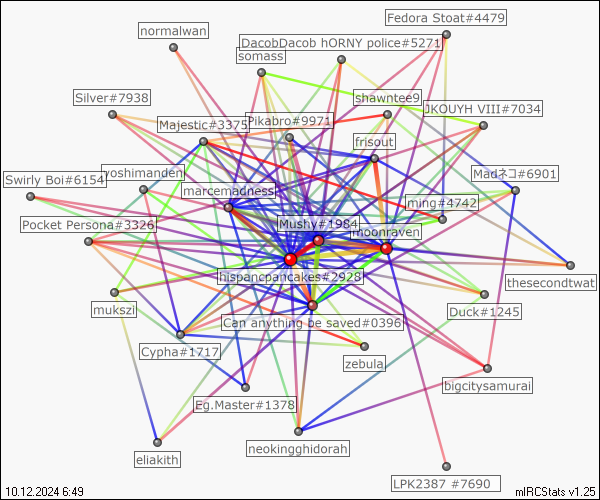 Fedora Stoat#4479
normalwan
DacobDacob hORNY police#5271
somass
Silver#7938
shawntee9
JKOUYH VIII#7034
Majestic#3375
Pikabro#9971
frisout
yoshimanden
Madネコ#6901
Swirly Boi#6154
marcemadness
ming#4742
Pocket Persona#3326
Mushy#1984
moonraven
hispancpancakes#2928
thesecondtwat
mukszi
Duck#1245
Can anything be saved#0396
Cypha#1717
zebula
bigcitysamurai
Eg.Master#1378
neokingghidorah
eliakith
LPK2387 #7690
10.12.2024 6:49
mIRCStats v1.25